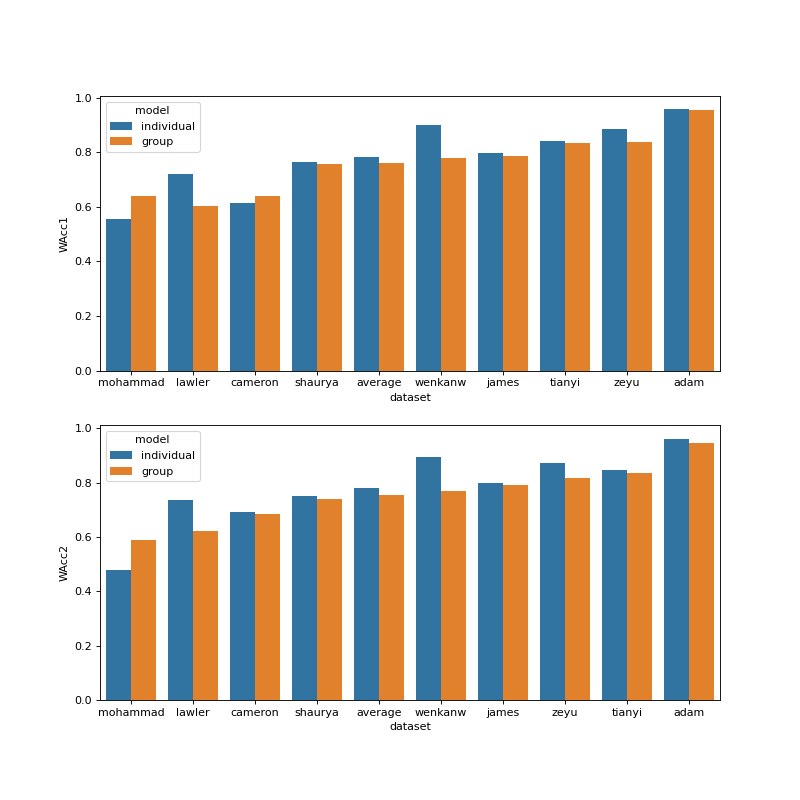 1.0
0.8
0.6
0.4
0.2
0.0
WAcc1
model
individual
group
mohammad lawler cameron shaurya average wenkanw james tianyi zeyu adam
dataset
1.0
0.8
0.6
0.4
0.2
0.0
WAcc2
model
individual
group
mohammad lawler cameron shaurya average wenkanw james zeyu tianyi adam
dataset